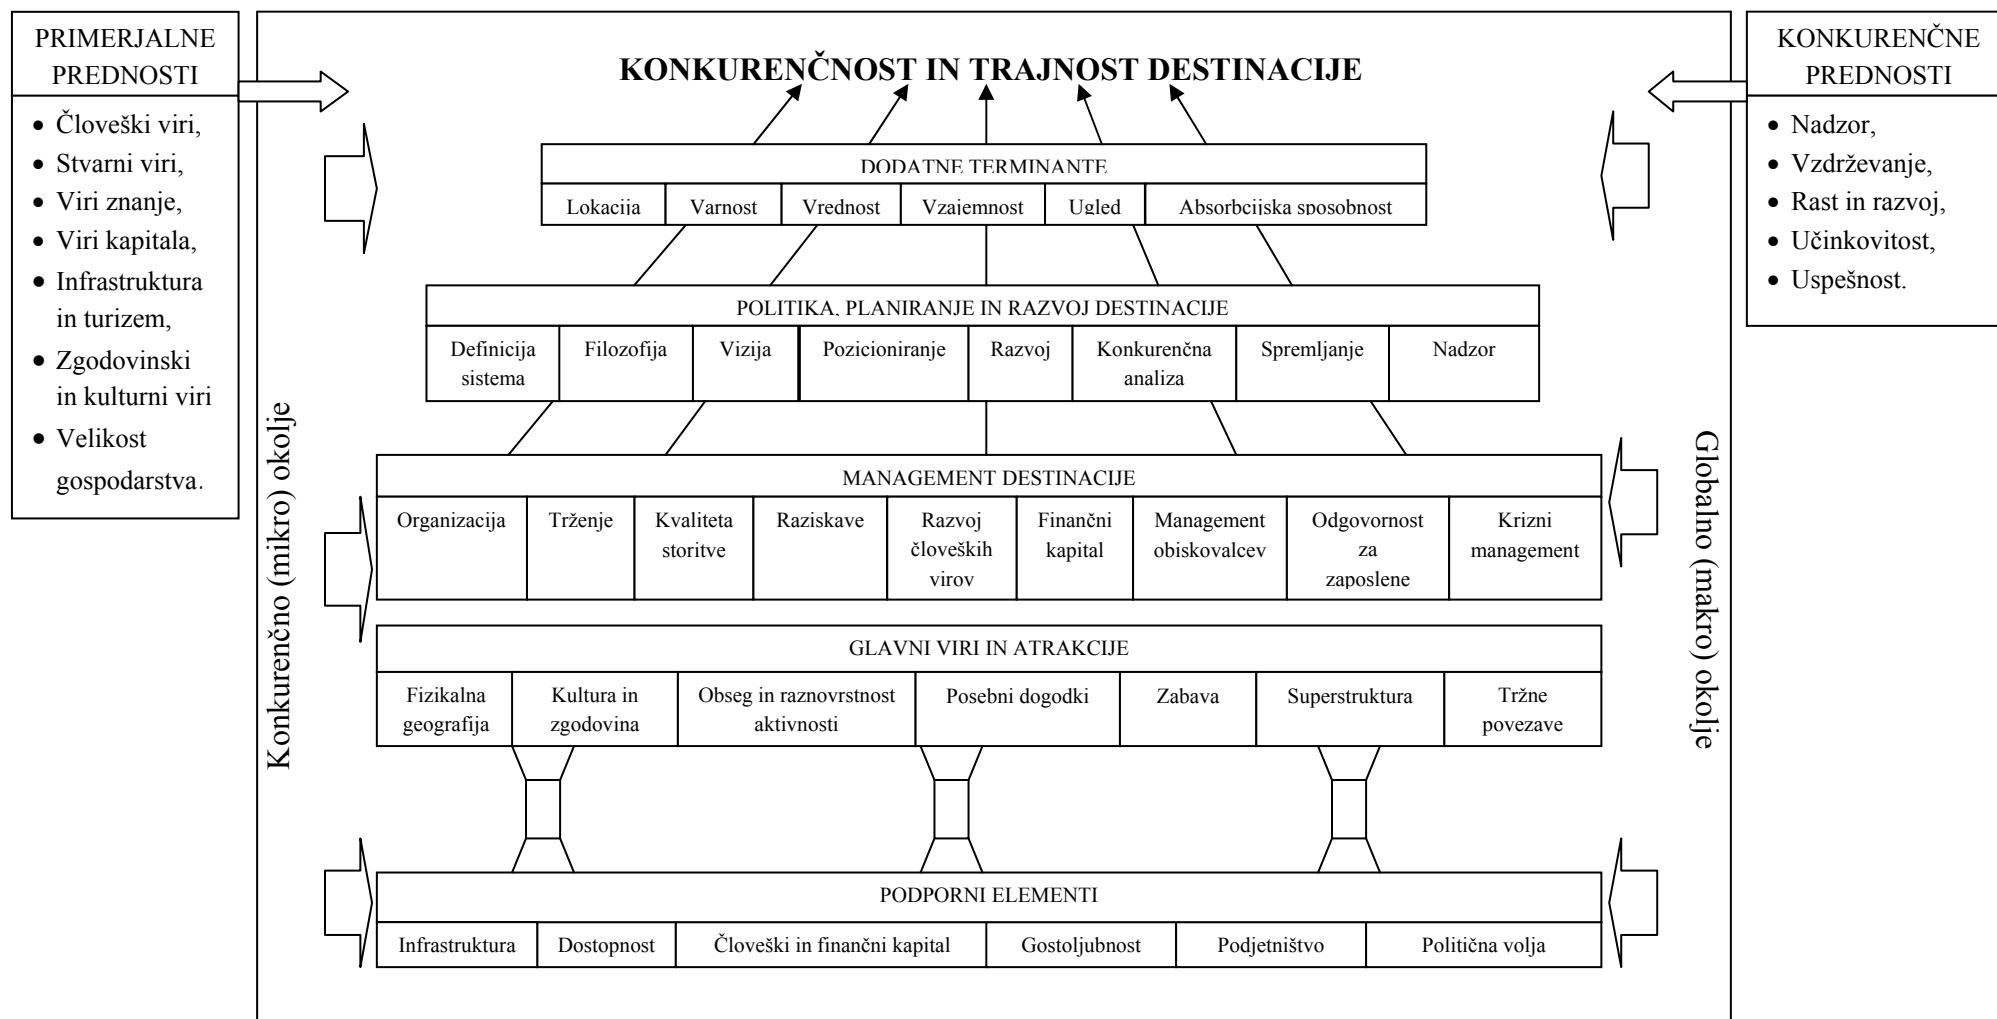 PRIMERJALNE
PREDNOSTI
• Človeški viri,
• Stvarni viri,
• Viri znanje,
• Viri kapitala,
• Infrastruktura
in turizem,
• Zgodovinski
in kulturni viri
• Velikost
gospodarstva.
Konkurenčno (mikro) okolje
KONKURENČNOST IN TRAJNOST DESTINACIJE
DODATNE TERMINANTE
Lokacija Varnost Vrednost Vzajemnost Ugled Absorbcijska sposobnost
POLITIKA, PLANIRANJE IN RAZVOJ DESTINACIJE
Definicija Filozofija Vizija Pozicioniranje Razvoj Konkurenčna Spremljanje Nadzor
sistema analiza
MANAGEMENT DESTINACIJE
Organizacija Trženje Kvaliteta Raziskave Razvoj Finančni Management Odgovornost Krizni
storitve človeških kapital obiskovalcev za management
virov zaposlene
GLAVNI VIRI IN ATRAKCIJE
Fizikalna Kultura in Obseg in raznovrstnost Posebni dogodki Zabava Superstruktura Tržne
geografija zgodovina aktivnosti povezave
PODPORNI ELEMENTI
Infrastruktura Dostopnost Človeški in finančni kapital Gostoljubnost Podjetništvo Politična volja
Globalno (makro) okolje
KONKURENČNE
PREDNOSTI
• Nadzor,
• Vzdrževanje,
• Rast in razvoj,
• Učinkovitost,
• Uspešnost.